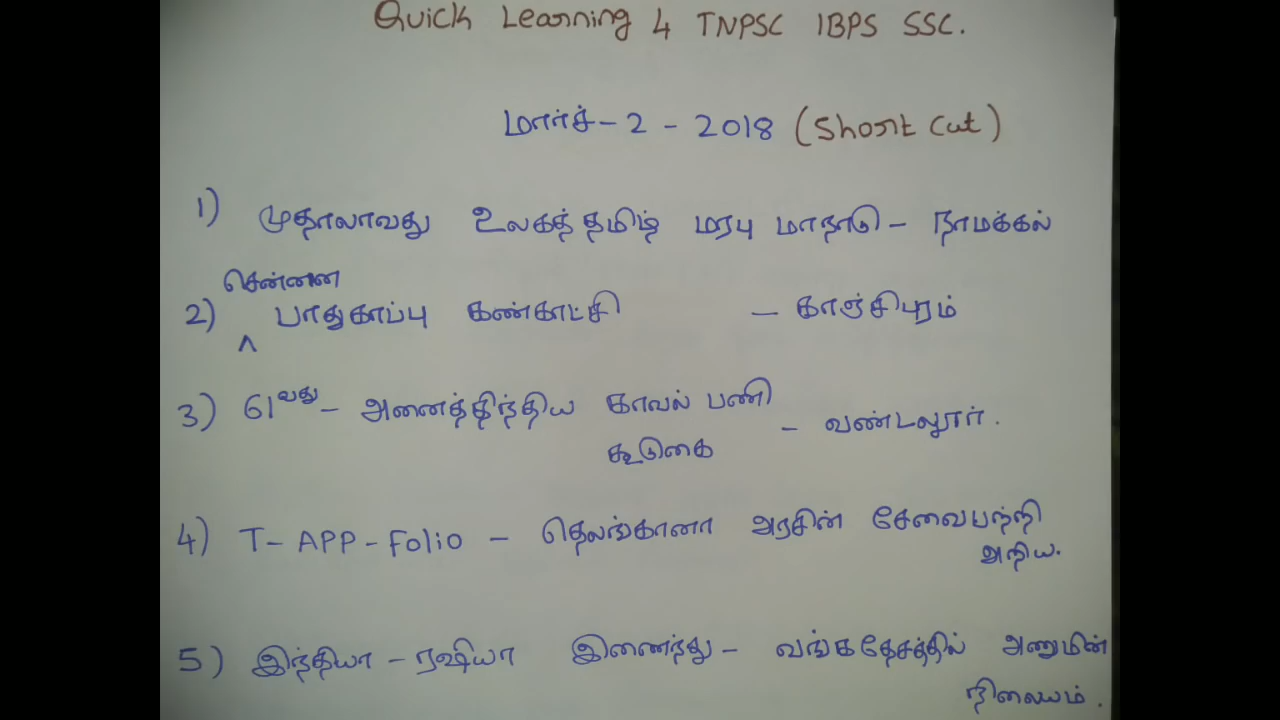 Quick Learning 4 TNPSC IBPS SSC.
மார்ச் - 2 - 2018 (Short Cut)
1) முதாலாவது உலகத் தமிழ் மரபு மாநாடு - நாமக்கல்
சென்னை
2) ^ பாதுகாப்பு கண்காட்சி - காஞ்சிபுரம்
3) 61வது - அனைத்திந்திய காவல் பணி
கூடுகை - வண்டலூர்.
4) T-APP-Folio - தெலங்கானா அரசின் சேவைபற்றி
அறிய.
5) இந்தியா - ரஷியா இணைந்து - வங்கதேசத்தில் அணுமின்
நிலையம்.